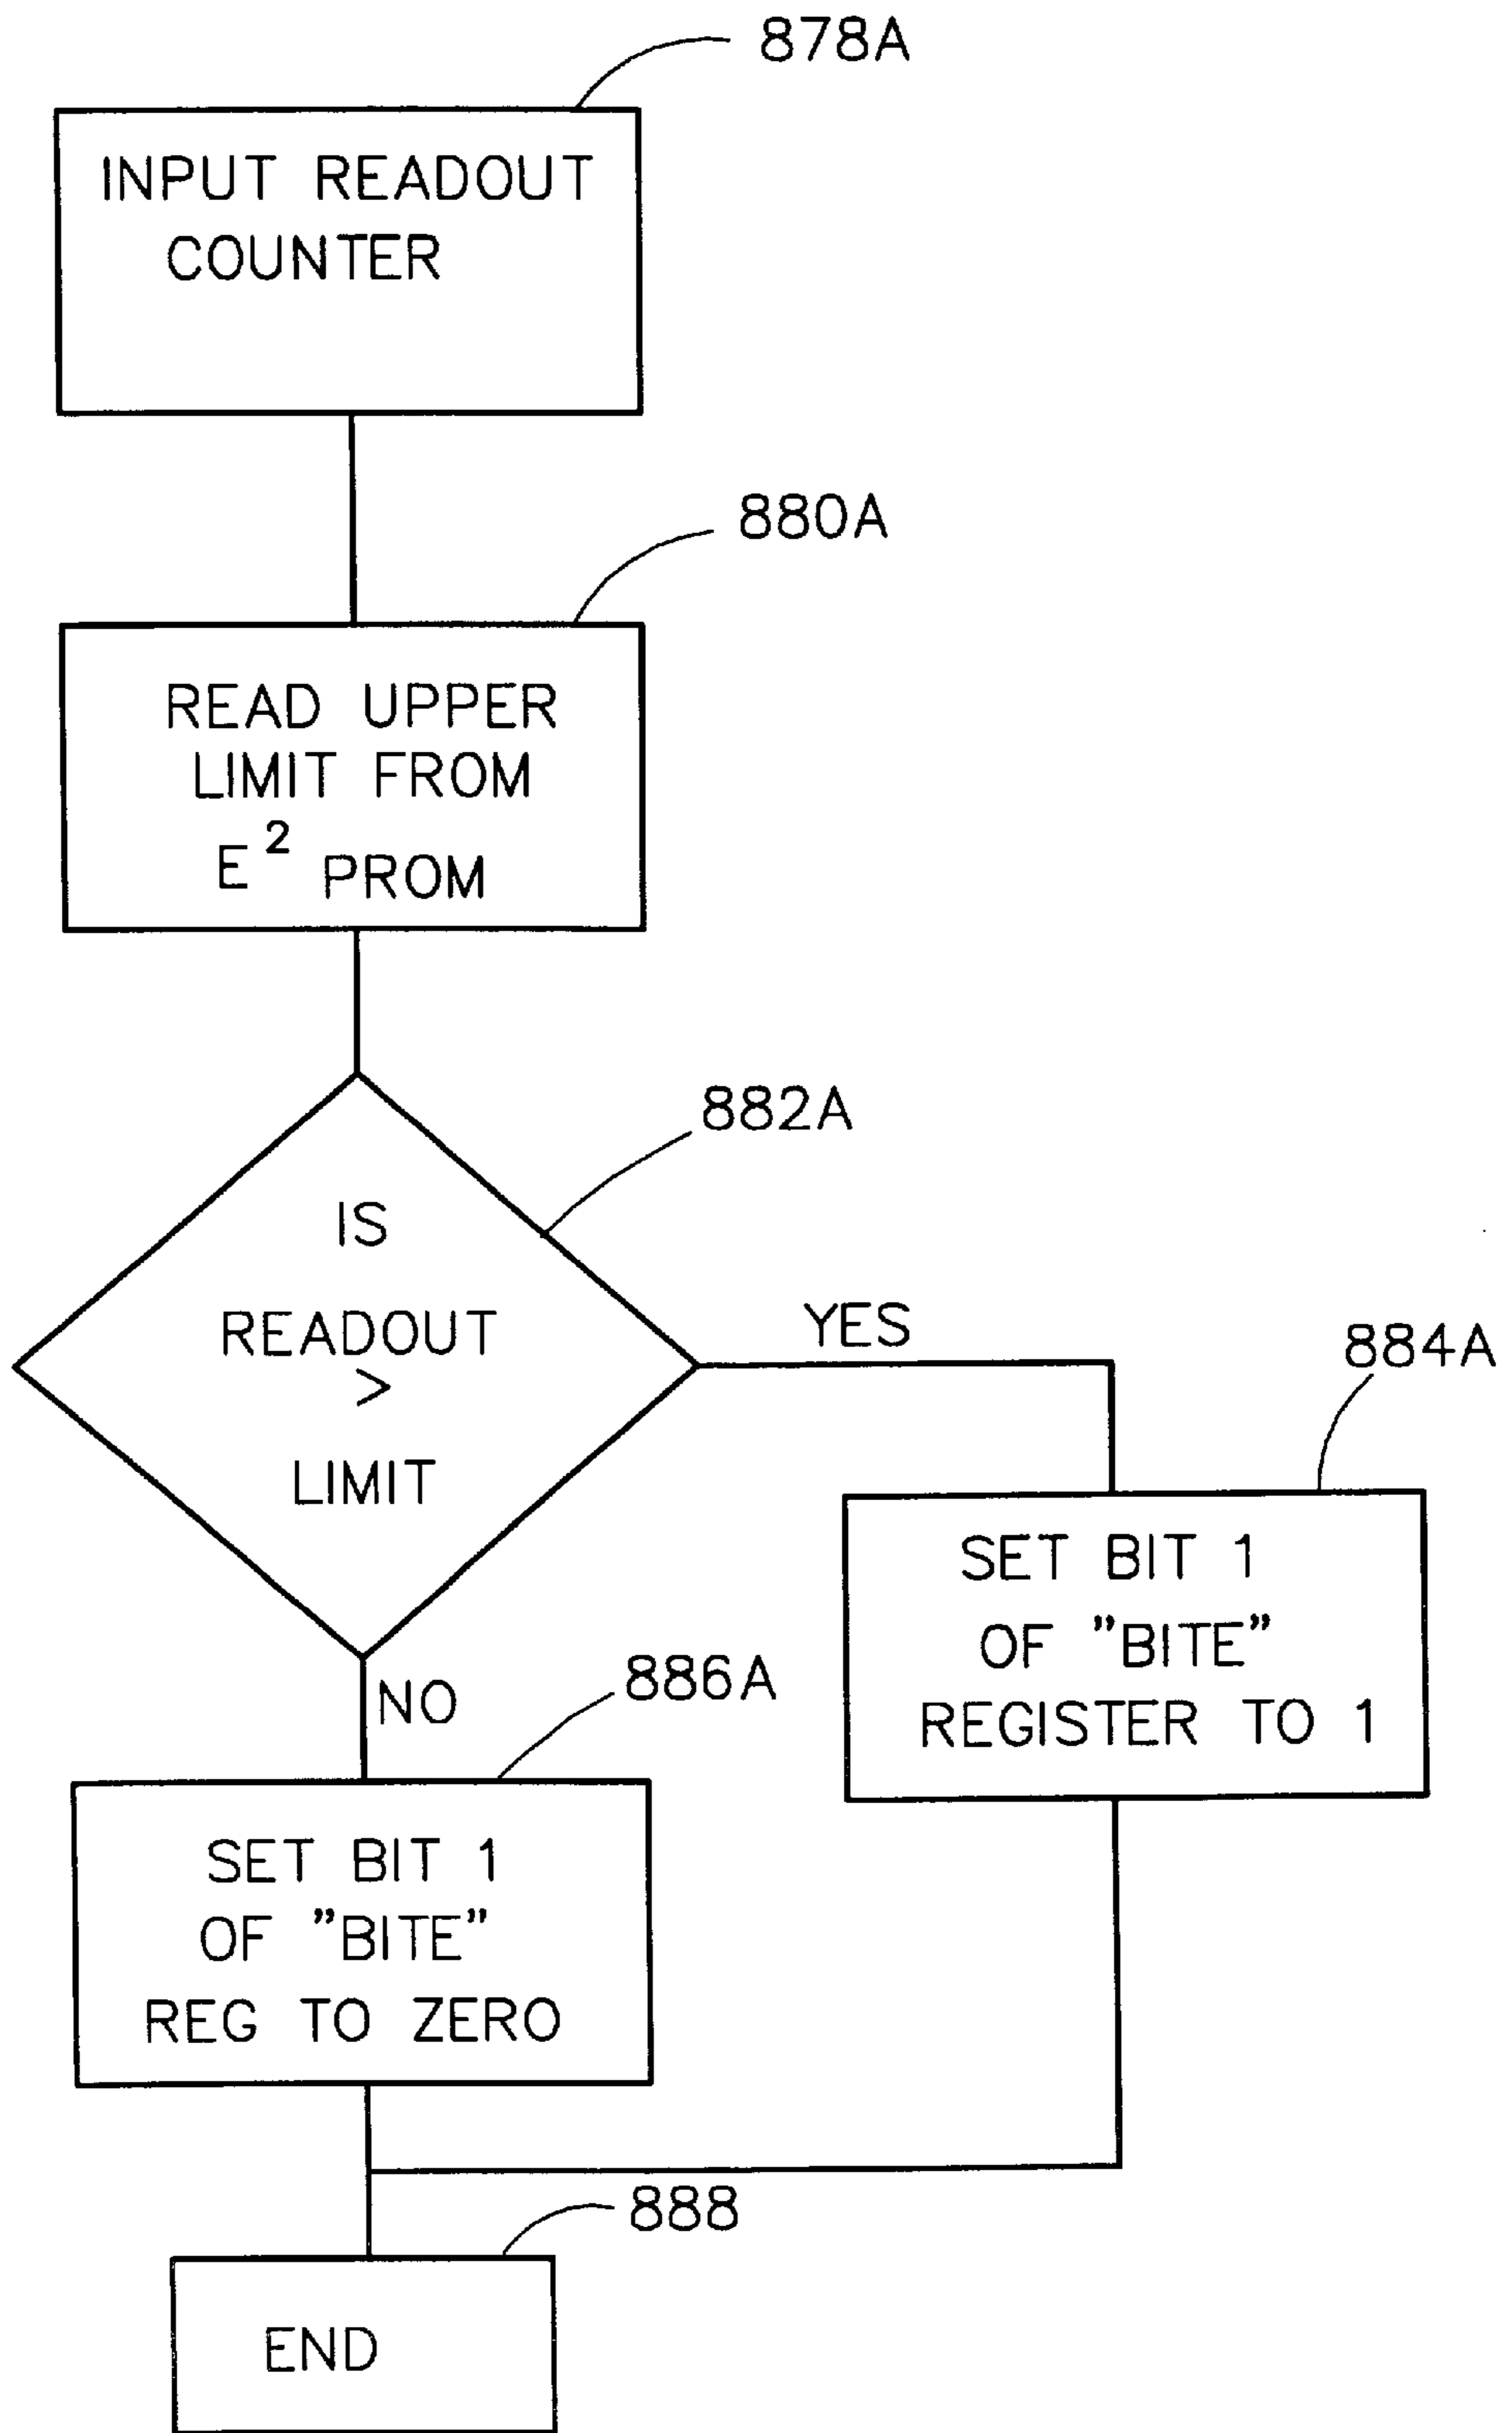 878A
INPUT READOUT
COUNTER
880A
READ UPPER
LIMIT FROM
E² PROM
882A
IS
READOUT
>
LIMIT
YES
884A
SET BIT 1
OF "BITE"
REGISTER TO 1
NO
886A
SET BIT 1
OF "BITE"
REG TO ZERO
888
END